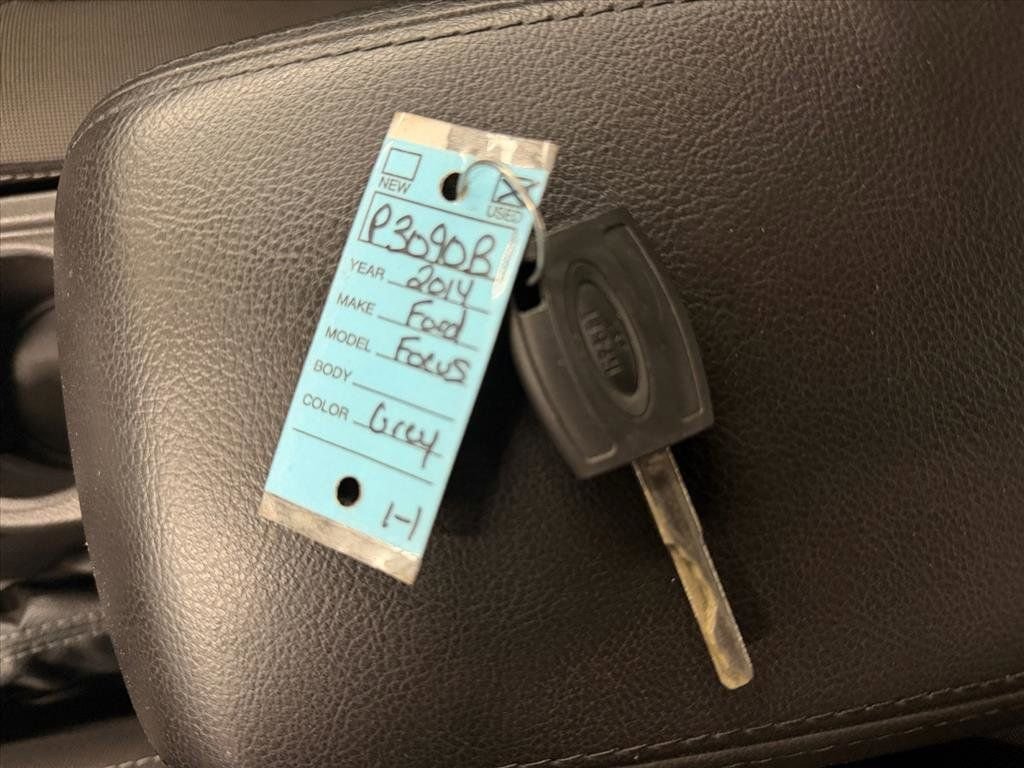 NEW
USED
P3090B
YEAR 2014
MAKE Ford
MODEL Focus
BODY
COLOR Grey
1-1